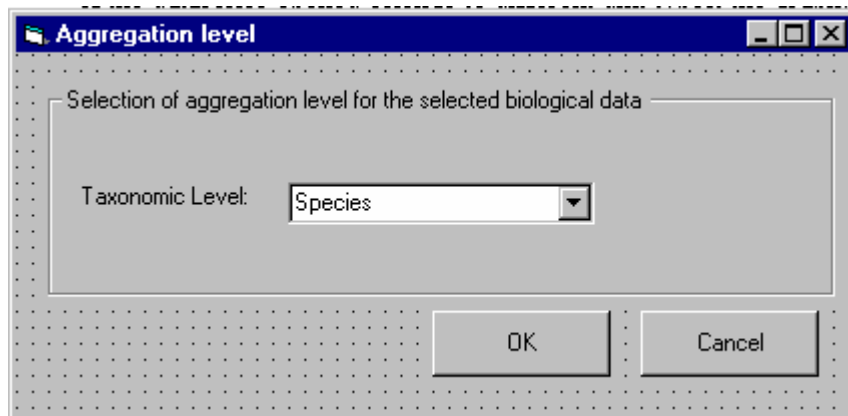 Aggregation level
Selection of aggregation level for the selected biological data
Taxonomic Level:
Species
OK
Cancel